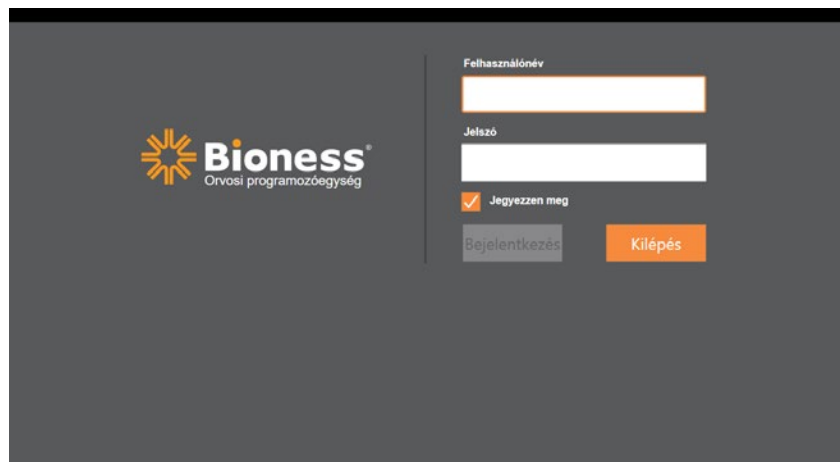 Bioness®
Orvosi programozóegység
Felhasználónév
Jelszó
Jegyezzen meg
Bejelentkezés
Kilépés